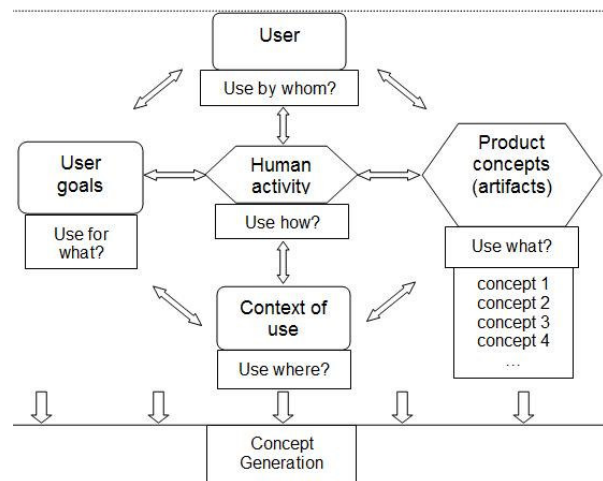 User
Use by whom?
User
goals
Use for
what?
Human
activity
Use how?
Product
concepts
(artifacts)
Use what?
concept 1
concept 2
concept 3
concept 4
...
Context of
use
Use where?
Concept
Generation